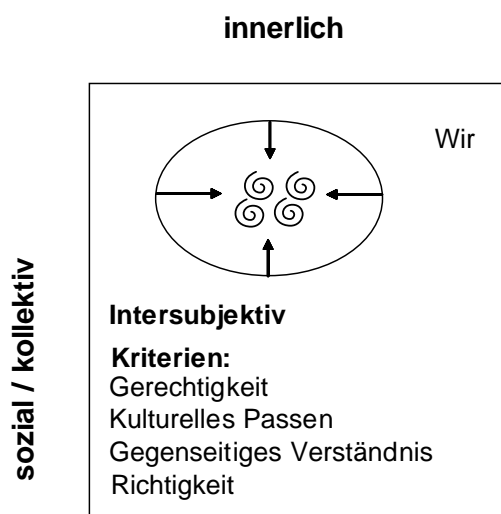 innerlich
Wir
sozial / kollektiv
Intersubjektiv
Kriterien:
Gerechtigkeit
Kulturelles Passen
Gegenseitiges Verständnis
Richtigkeit